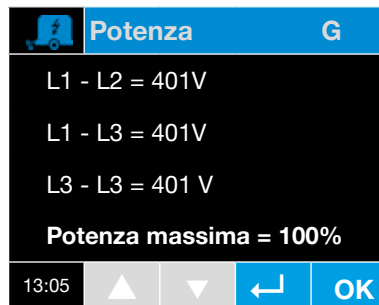 Potenza G
L1 - L2 = 401V
L1 - L3 = 401V
L3 - L3 = 401 V
Potenza massima = 100%
13:05 OK